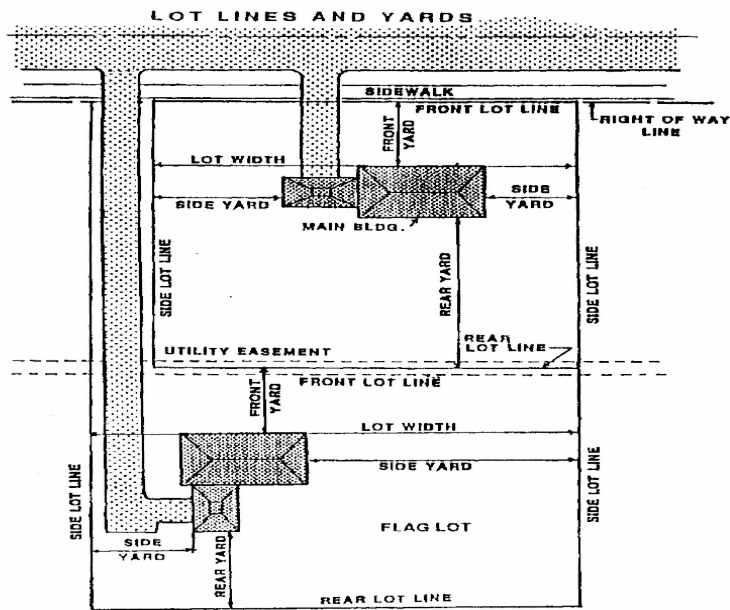 LOT LINES AND YARDS
SIDEWALK
FRONT LOT LINE
RIGHT OF WAY
LINE
FRONT
YARD
LOT WIDTH
SIDE YARD
SIDE
YARD
MAIN BLDG.
SIDE LOT LINE
REAR YARD
SIDE LOT LINE
REAR
LOT LINE
UTILITY EASEMENT
FRONT LOT LINE
FRONT
YARD
LOT WIDTH
SIDE YARD
SIDE LOT LINE
SIDE LOT LINE
FLAG LOT
SIDE
YARD
REAR YARD
REAR LOT LINE